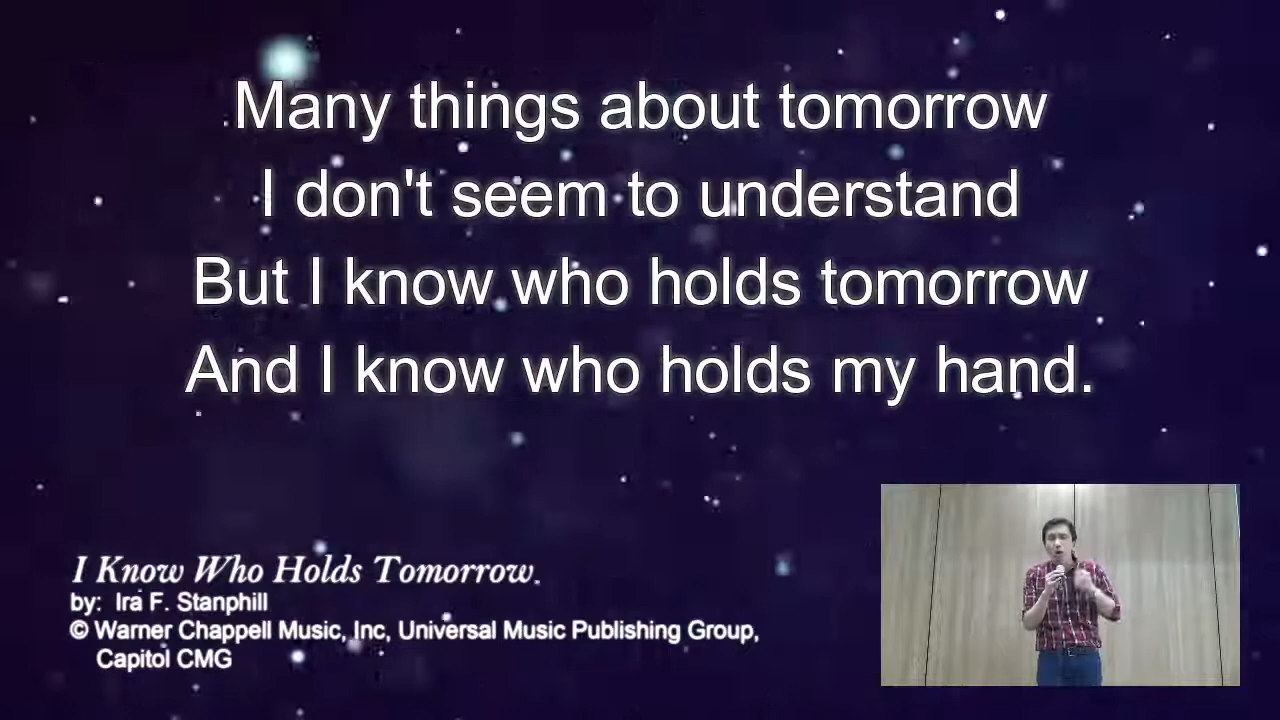 Many things about tomorrow
I don't seem to understand
But I know who holds tomorrow
And I know who holds my hand.
I Know Who Holds Tomorrow.
by: Ira F. Stanphill
© Warner Chappell Music, Inc, Universal Music Publishing Group,
Capitol CMG